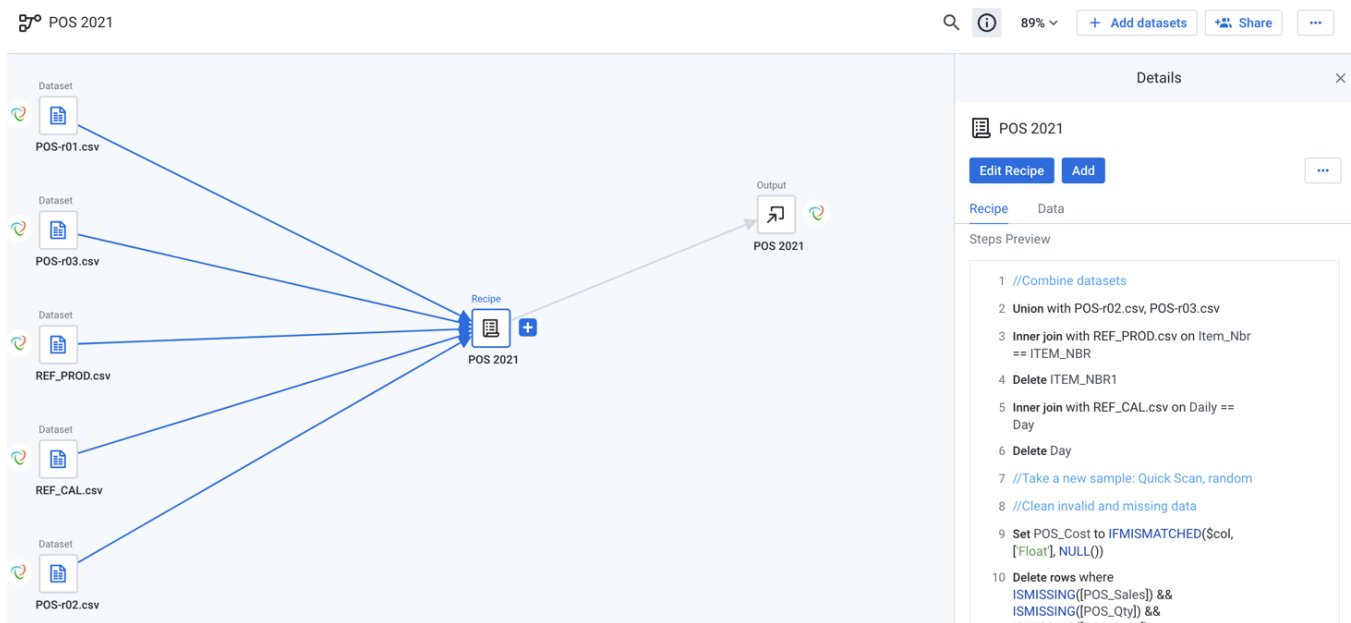 POS 2021
89%
Add datasets
Share
Dataset
POS-r01.csv
Dataset
POS-r03.csv
Dataset
REF_PROD.csv
Dataset
REF_CAL.csv
Dataset
POS-r02.csv
Recipe
POS 2021
Output
POS 2021
Details
POS 2021
Edit Recipe
Add
Recipe
Data
Steps Preview
1 //Combine datasets
2 Union with POS-r02.csv, POS-r03.csv
3 Inner join with REF_PROD.csv on Item_Nbr
== ITEM_NBR
4 Delete ITEM_NBR1
5 Inner join with REF_CAL.csv on Daily ==
Day
6 Delete Day
7 //Take a new sample: Quick Scan, random
8 //Clean invalid and missing data
9 Set POS_Cost to IFMISMATCHED($col,
['Float'], NULL())
10 Delete rows where
ISMISSING([POS_Sales]) &&
ISMISSING([POS_Qty]) &&